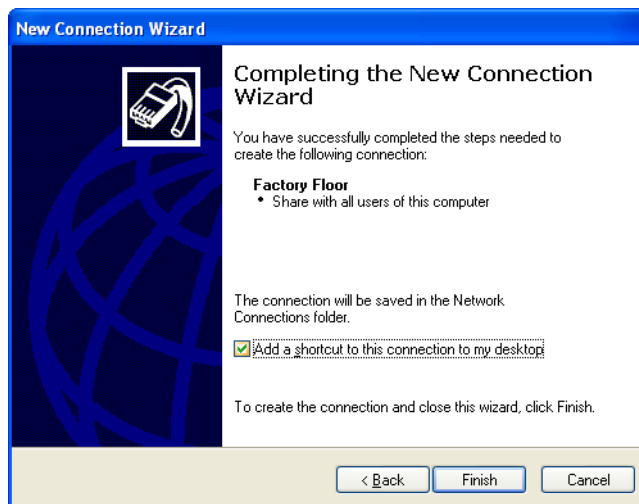 New Connection Wizard
Completing the New Connection
Wizard
You have successfully completed the steps needed to
create the following connection:
Factory Floor
• Share with all users of this computer
The connection will be saved in the Network
Connections folder.
Add a shortcut to this connection to my desktop
To create the connection and close this wizard, click Finish.
< Back Finish Cancel